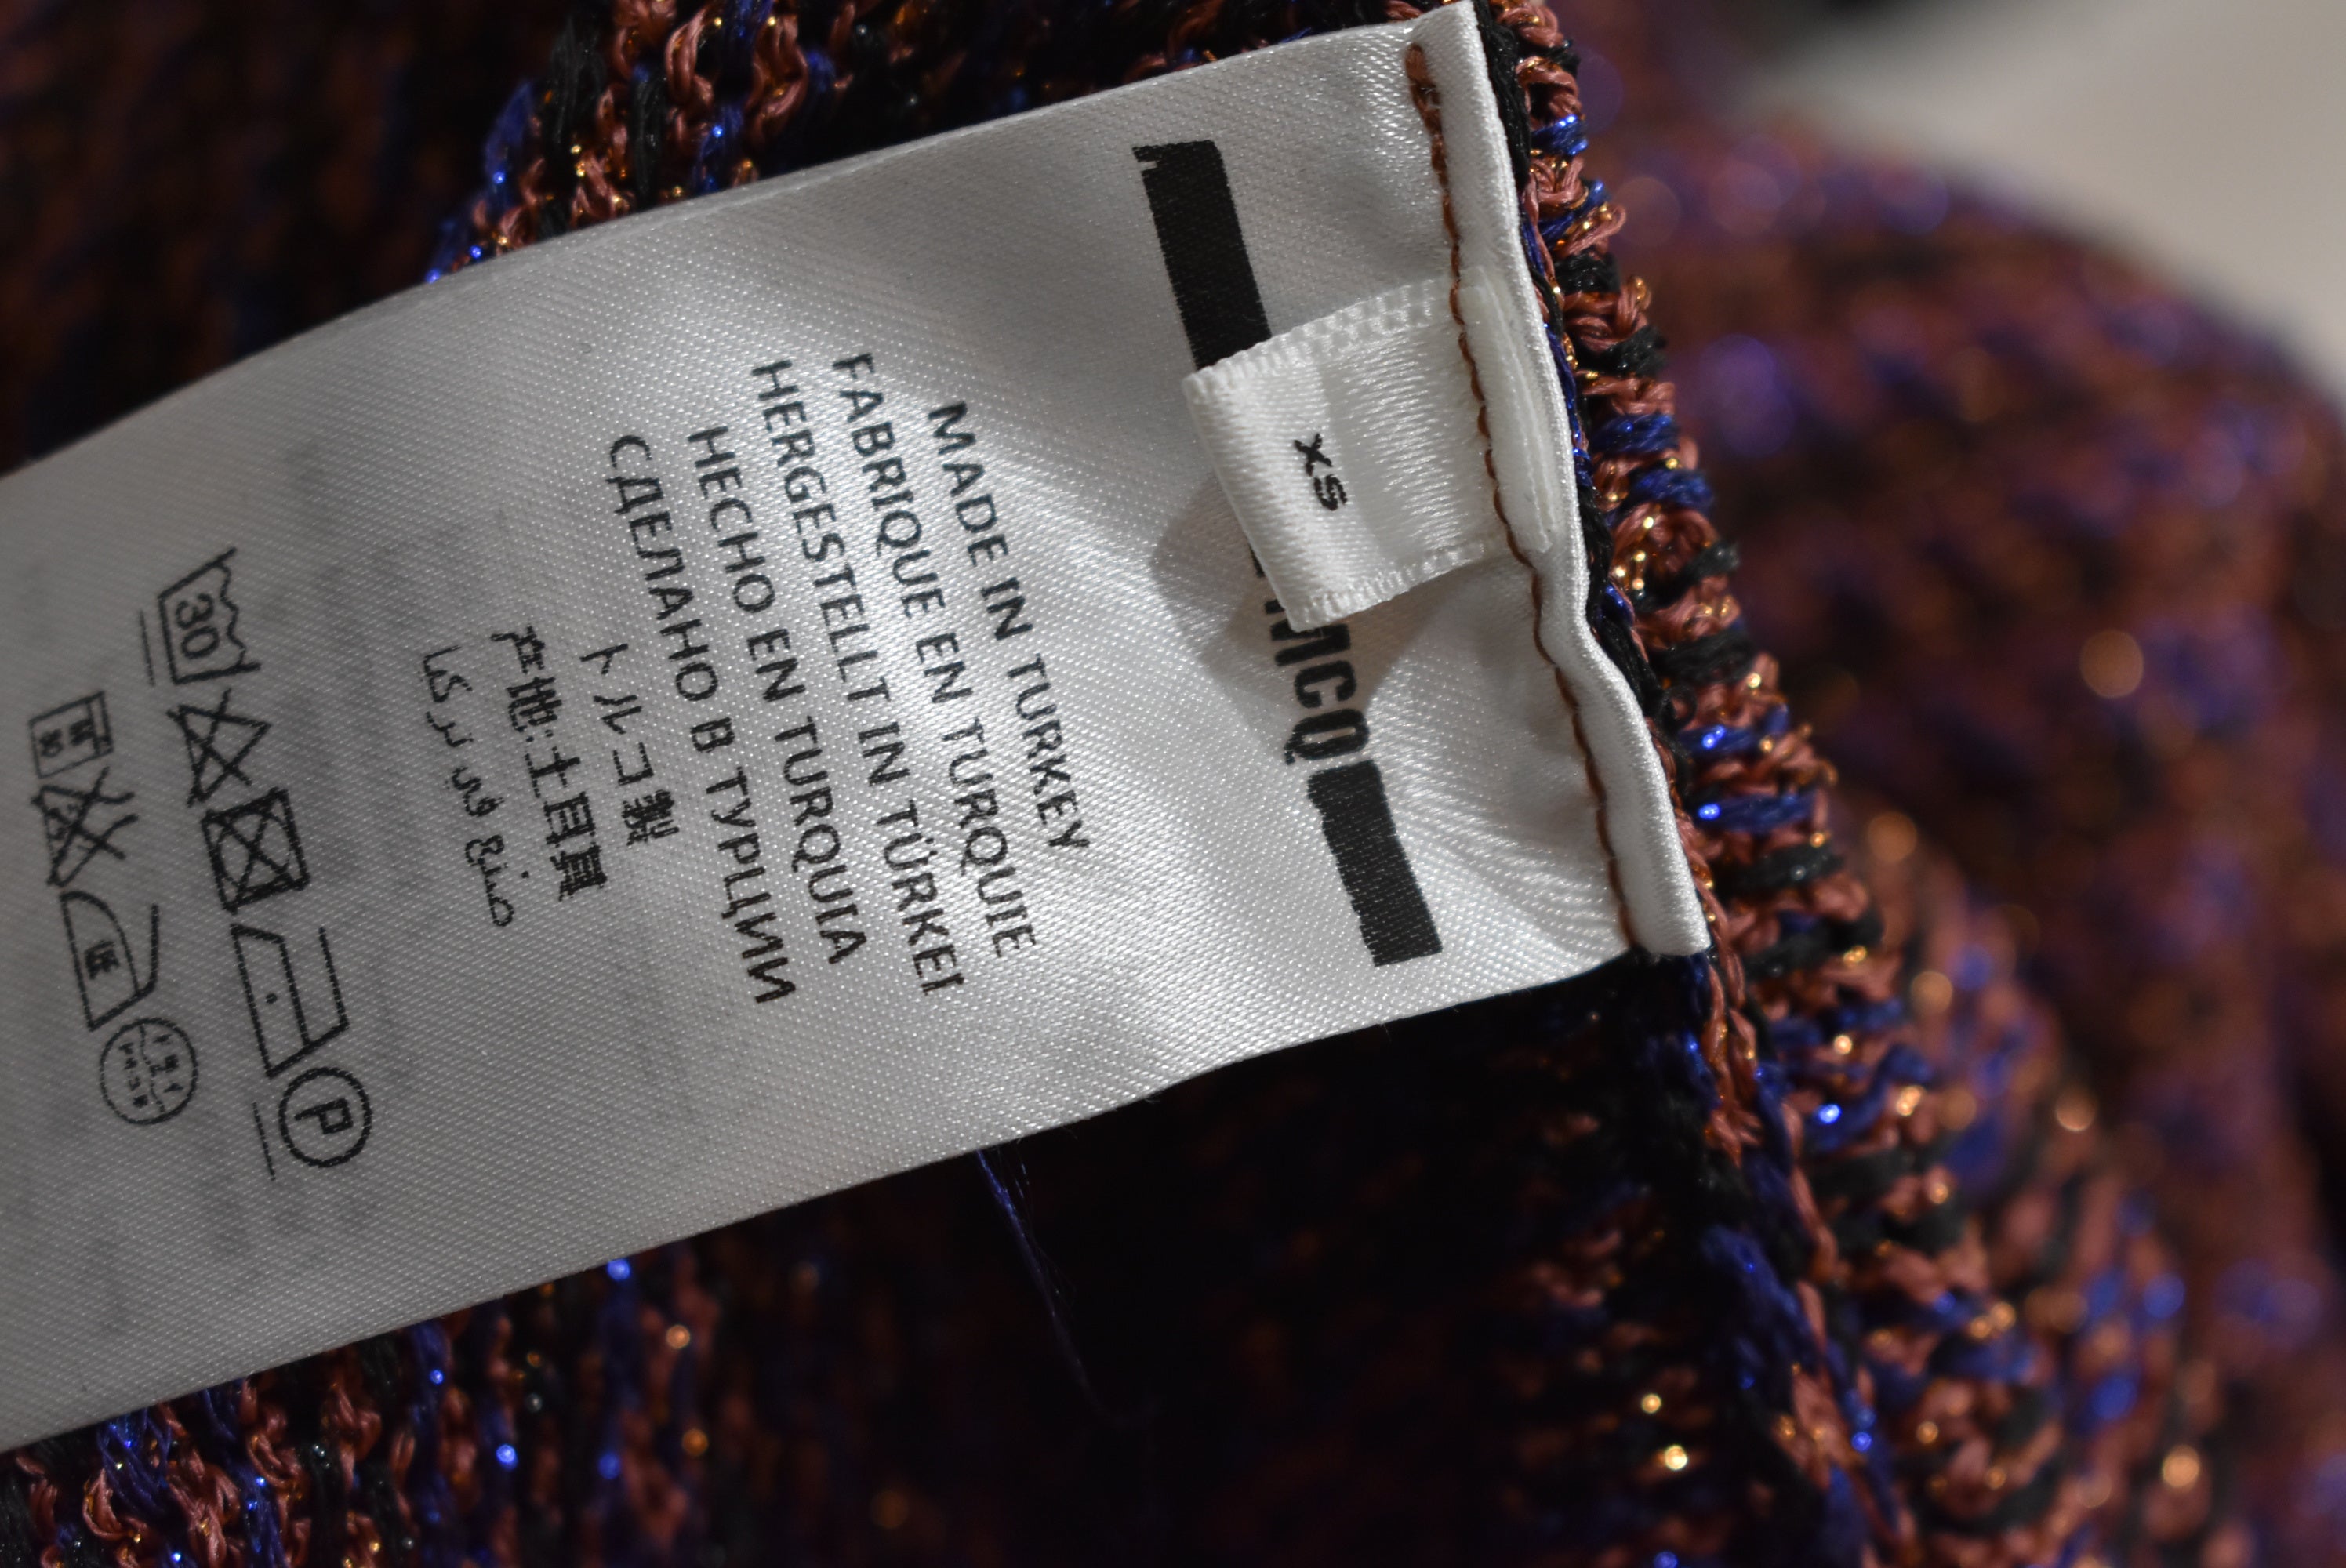 XS
MCQ
MADE IN TURKEY
FABRIQUE EN TURQUIE
HERGESTELLT IN TÜRKEI
HECHO EN TURQUIA
СДЕЛАНО В ТУРЦИИ
トルコ製
产地:土耳其
صنع في تركيا
30
P